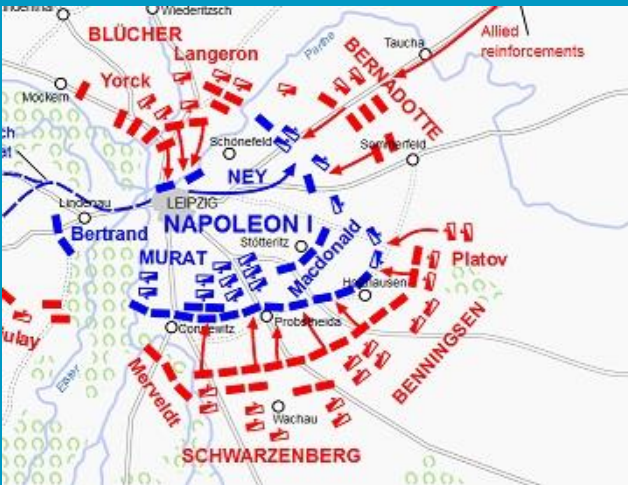 Wiederitzsch
BLÜCHER
Langeron
Parthe
Taucha
Allied
reinforcements
BERNADOTTE
Yorck
Möckern
Schönefeld
Sommerfeld
NEY
LEIPZIG
Lindenau
NAPOLEON I
Bertrand
Stötteritz
MURAT
Macdonald
Platov
Holzhausen
Connewitz
Probstheida
BENNINGSEN
Elster
Merveldt
Wachau
SCHWARZENBERG